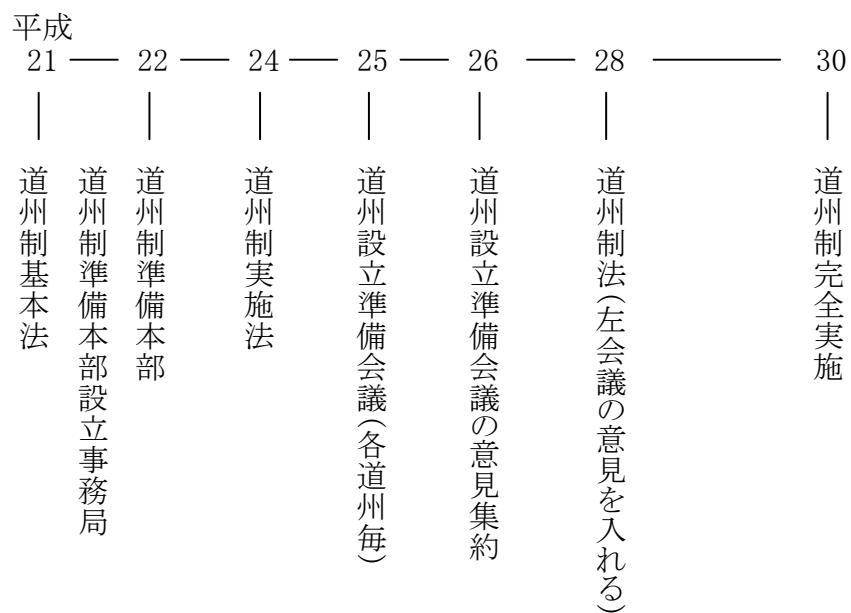 平成
21 22 24 25 26 28 30
道州制基本法
道州制準備本部設立事務局
道州制準備本部
道州制実施法
道州設立準備会議(各道州毎)
道州設立準備会議の意見集約
道州制法(左会議の意見を入れる)
道州制完全実施